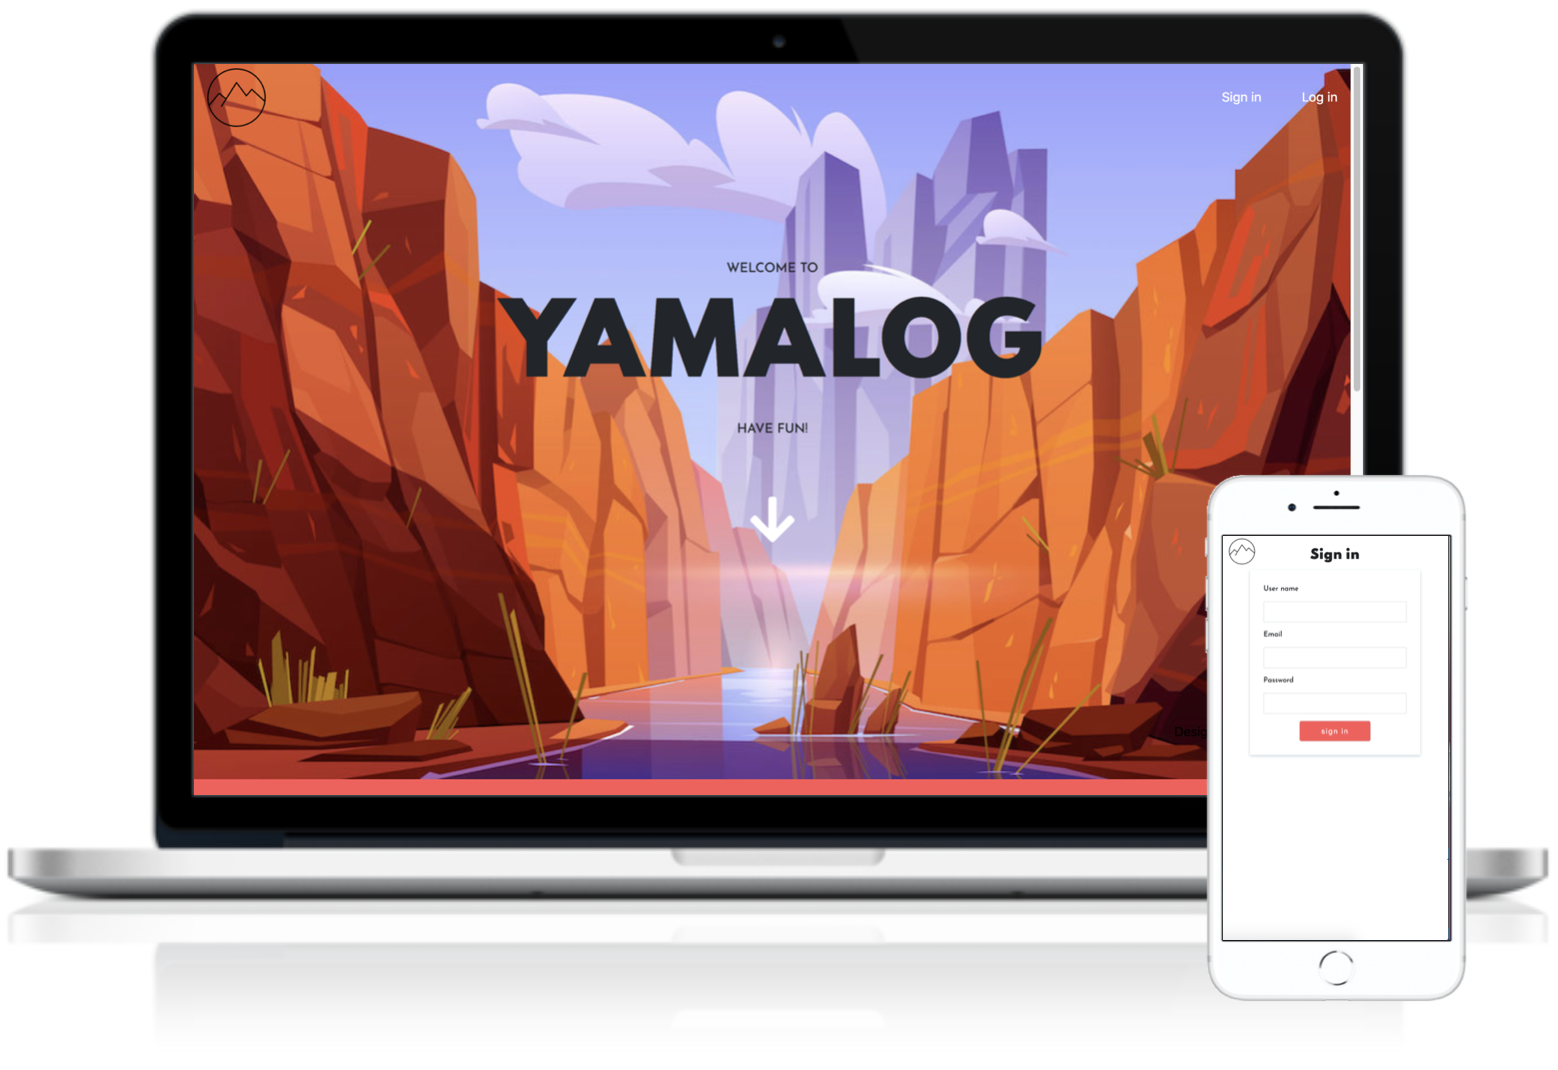 Sign in Log in
WELCOME TO
YAMALOG
HAVE FUN!
Sign in
User name
Email
Password
sign in